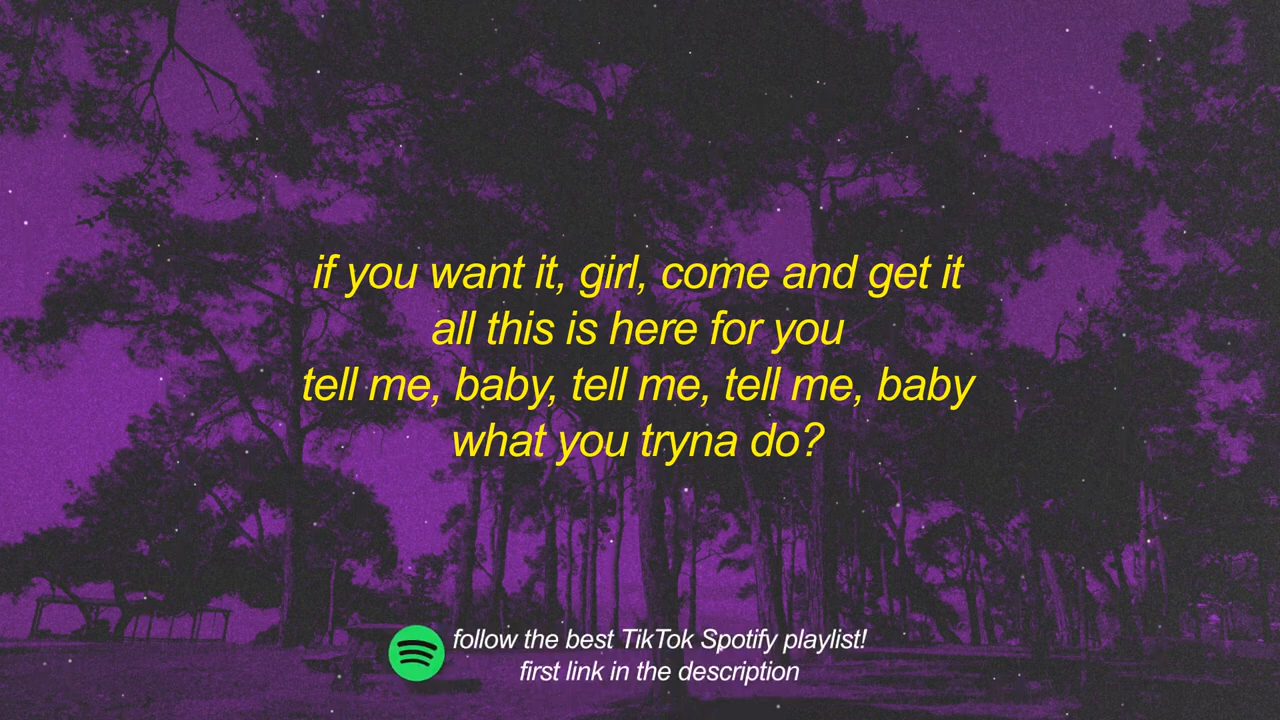 if you want it, girl, come and get it
all this is here for you
tell me, baby, tell me, tell me, baby
what you tryna do?
follow the best TikTok Spotify playlist!
first link in the description